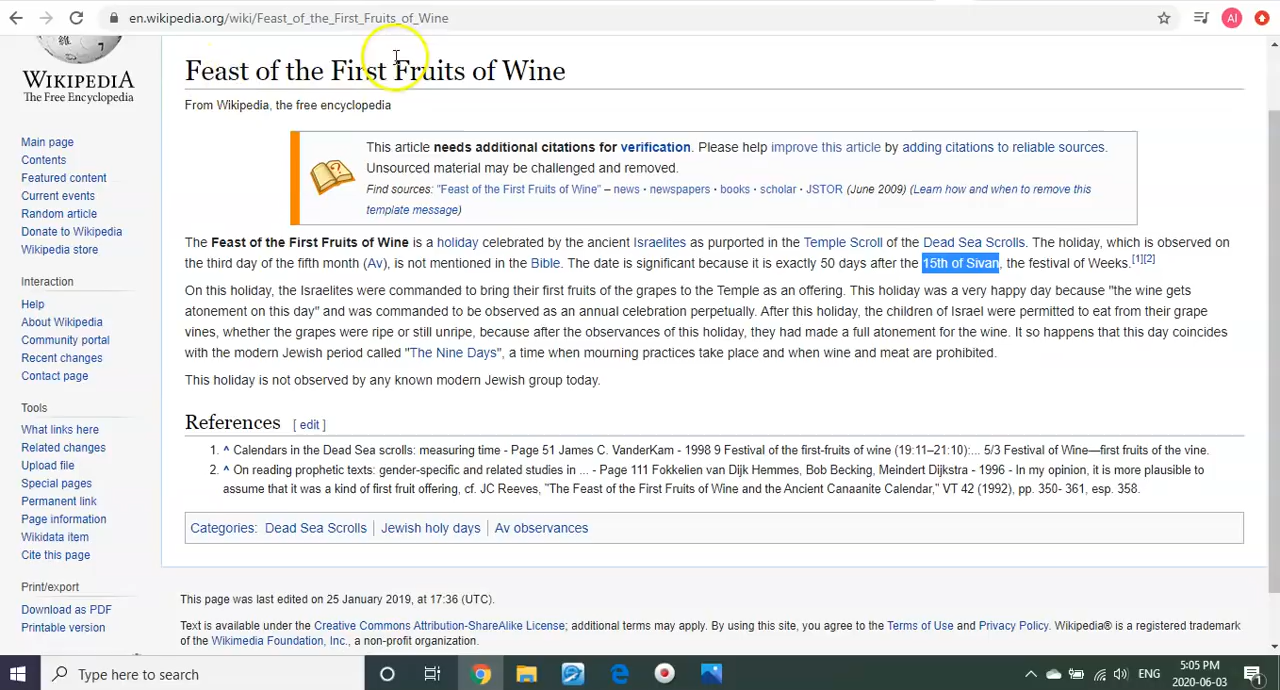 en.wikipedia.org/wiki/Feast_of_the_First_Fruits_of_Wine
AI
WIKIPEDIA
The Free Encyclopedia
Main page
Contents
Featured content
Current events
Random article
Donate to Wikipedia
Wikipedia store
Interaction
Help
About Wikipedia
Community portal
Recent changes
Contact page
Tools
What links here
Related changes
Upload file
Special pages
Permanent link
Page information
Wikidata item
Cite this page
Print/export
Download as PDF
Printable version
Feast of the First Fruits of Wine
From Wikipedia, the free encyclopedia
This article needs additional citations for verification. Please help improve this article by adding citations to reliable sources.
Unsourced material may be challenged and removed.
Find sources: "Feast of the First Fruits of Wine" – news · newspapers · books · scholar · JSTOR (June 2009) (Learn how and when to remove this
template message)
The Feast of the First Fruits of Wine is a holiday celebrated by the ancient Israelites as purported in the Temple Scroll of the Dead Sea Scrolls. The holiday, which is observed on
the third day of the fifth month (Av), is not mentioned in the Bible. The date is significant because it is exactly 50 days after the 15th of Sivan, the festival of Weeks.[1][2]
On this holiday, the Israelites were commanded to bring their first fruits of the grapes to the Temple as an offering. This holiday was a very happy day because "the wine gets
atonement on this day" and was commanded to be observed as an annual celebration perpetually. After this holiday, the children of Israel were permitted to eat from their grape
vines, whether the grapes were ripe or still unripe, because after the observances of this holiday, they had made a full atonement for the wine. It so happens that this day coincides
with the modern Jewish period called "The Nine Days", a time when mourning practices take place and when wine and meat are prohibited.
This holiday is not observed by any known modern Jewish group today.
References [ edit ]
1. ^ Calendars in the Dead Sea scrolls: measuring time - Page 51 James C. VanderKam - 1998 9 Festival of the first-fruits of wine (19:11–21:10):... 5/3 Festival of Wine—first fruits of the vine.
2. ^ On reading prophetic texts: gender-specific and related studies in ... - Page 111 Fokkelien van Dijk Hemmes, Bob Becking, Meindert Dijkstra - 1996 - In my opinion, it is more plausible to
assume that it was a kind of first fruit offering, cf. JC Reeves, "The Feast of the First Fruits of Wine and the Ancient Canaanite Calendar," VT 42 (1992), pp. 350- 361, esp. 358.
Categories: Dead Sea Scrolls | Jewish holy days | Av observances
This page was last edited on 25 January 2019, at 17:36 (UTC).
Text is available under the Creative Commons Attribution-ShareAlike License; additional terms may apply. By using this site, you agree to the Terms of Use and Privacy Policy. Wikipedia® is a registered trademark
of the Wikimedia Foundation, Inc., a non-profit organization.
Type here to search
ENG
5:05 PM
2020-06-03
1